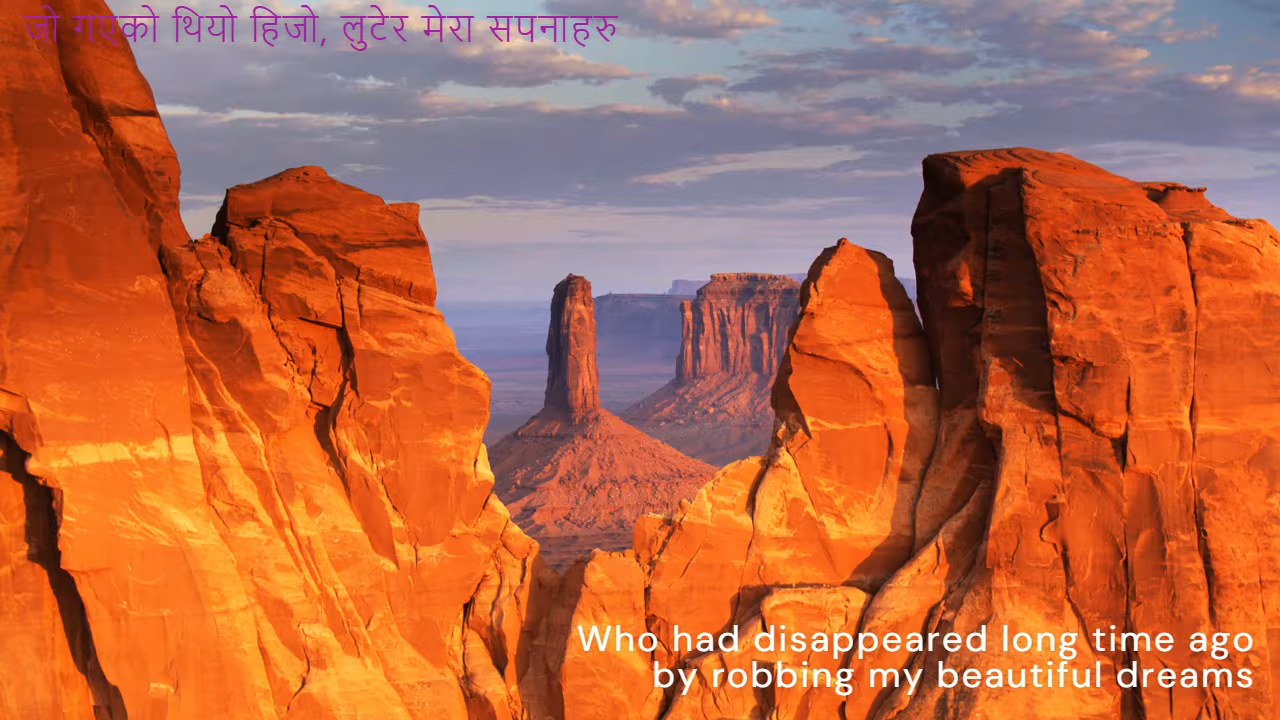 जो गएको थियो हिजो, लुटेर मेरा सपनाहरु
Who had disappeared long time ago
by robbing my beautiful dreams